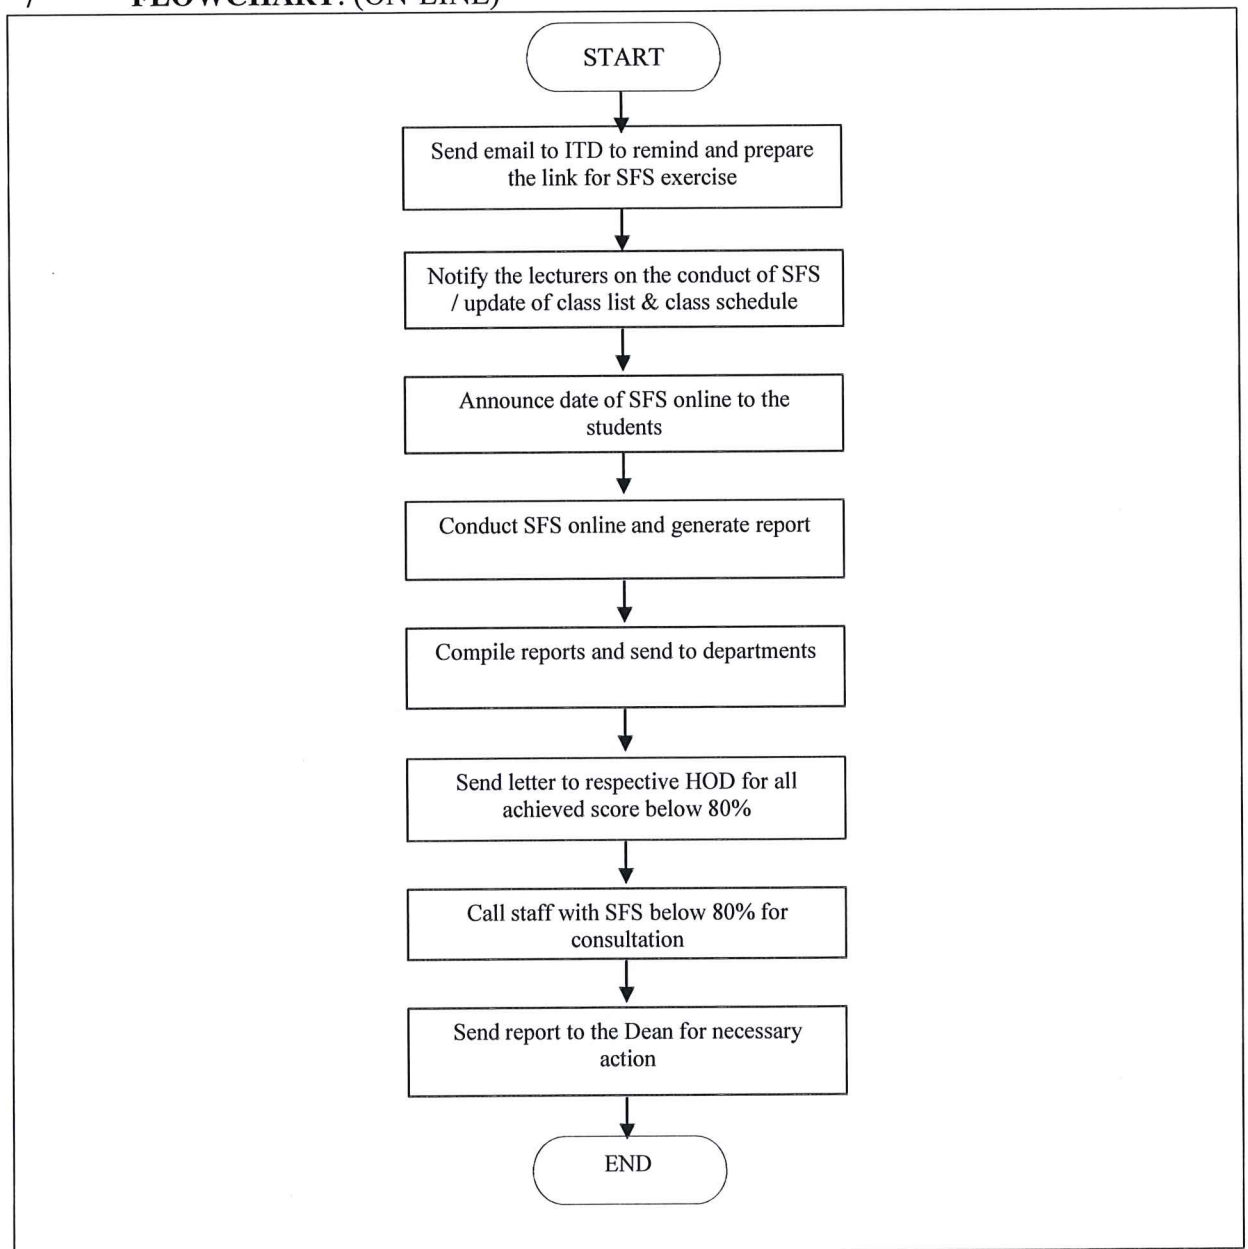 FLOWCHART: (ON-LINE)
START
Send email to ITD to remind and prepare
the link for SFS exercise
Notify the lecturers on the conduct of SFS
/ update of class list & class schedule
Announce date of SFS online to the
students
Conduct SFS online and generate report
Compile reports and send to departments
Send letter to respective HOD for all
achieved score below 80%
Call staff with SFS below 80% for
consultation
Send report to the Dean for necessary
action
END